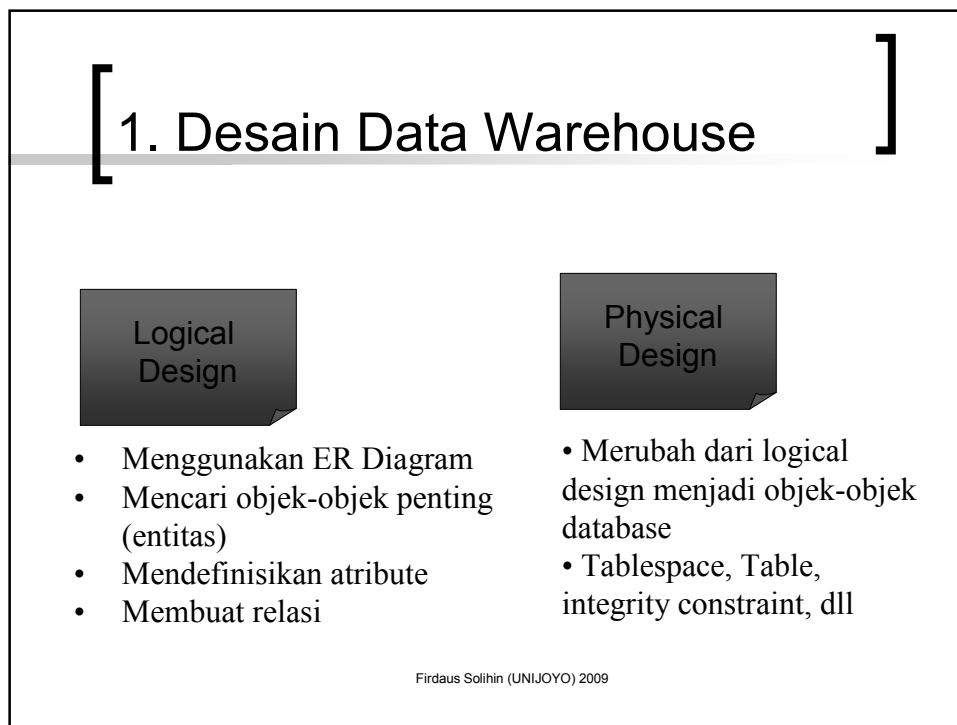 1. Desain Data Warehouse
Logical
Design
• Menggunakan ER Diagram
• Mencari objek-objek penting
(entitas)
• Mendefinisikan atribute
• Membuat relasi
Physical
Design
• Merubah dari logical
design menjadi objek-objek
database
• Tablespace, Table,
integrity constraint, dll
Firdaus Solihin (UNIJOYO) 2009